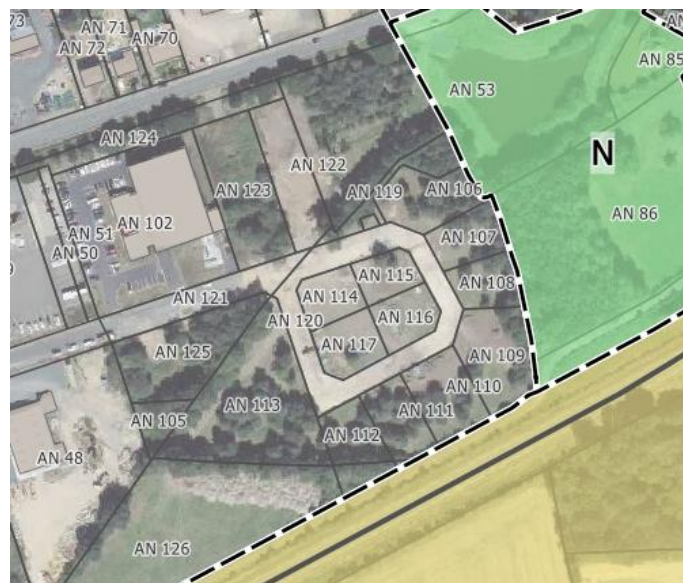 73
AN 71
AN 72
AN 70
AN
AN 85
AN 53
AN 124
AN 122
N
AN 119
AN 106
AN 123
AN 86
AN 102
AN 51
AN 50
AN 107
9
AN 115
AN 108
AN 121
AN 114
AN 120
AN 116
AN 117
AN 125
AN 109
AN 110
AN 113
AN 105
AN 111
AN 112
AN 48
AN 126